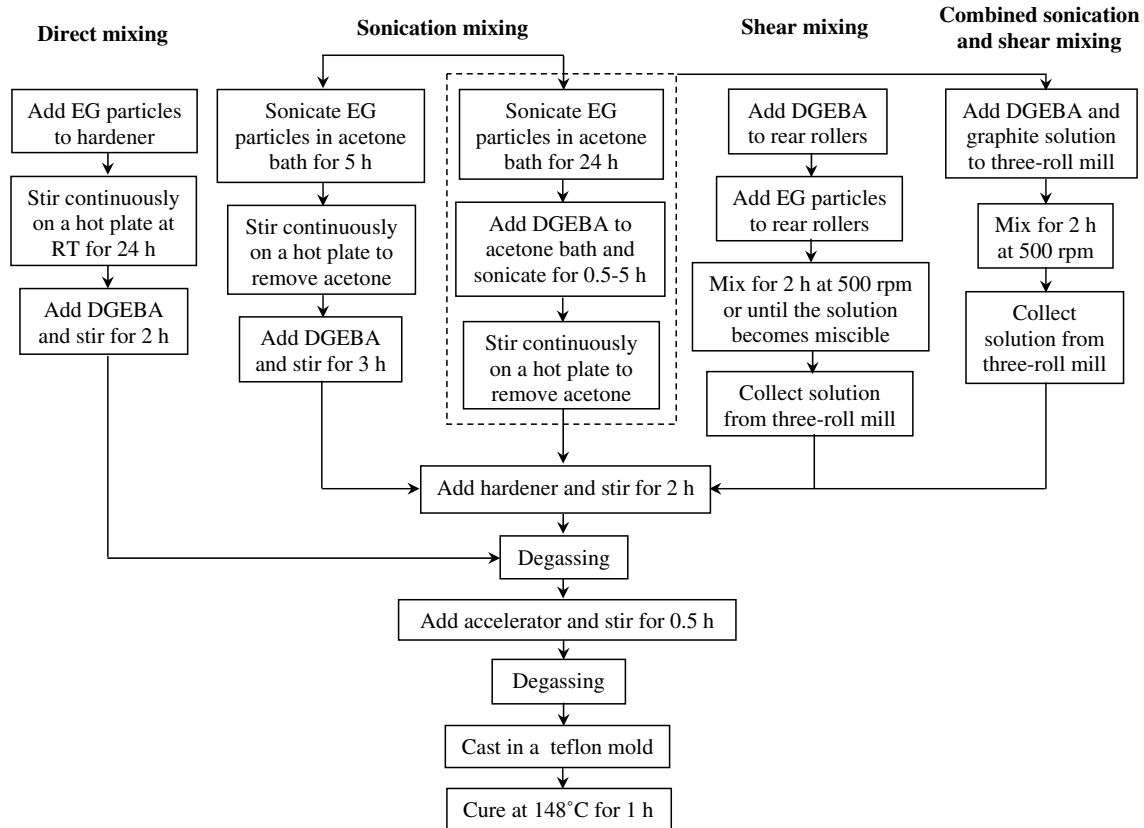 Direct mixing
Sonication mixing
Shear mixing
Combined sonication
and shear mixing
Add EG particles
to hardener
Stir continuously
on a hot plate at
RT for 24 h
Add DGEBA
and stir for 2 h
Sonicate EG
particles in acetone
bath for 5 h
Stir continuously
on a hot plate to
remove acetone
Add DGEBA
and stir for 3 h
Sonicate EG
particles in acetone
bath for 24 h
Add DGEBA to
acetone bath and
sonicate for 0.5-5 h
Stir continuously
on a hot plate to
remove acetone
Add DGEBA
to rear rollers
Add EG particles
to rear rollers
Mix for 2 h at 500 rpm
or until the solution
becomes miscible
Collect solution
from three-roll mill
Add DGEBA and
graphite solution
to three-roll mill
Mix for 2 h
at 500 rpm
Collect
solution from
three-roll mill
Add hardener and stir for 2 h
Degassing
Add accelerator and stir for 0.5 h
Degassing
Cast in a teflon mold
Cure at 148˚C for 1 h